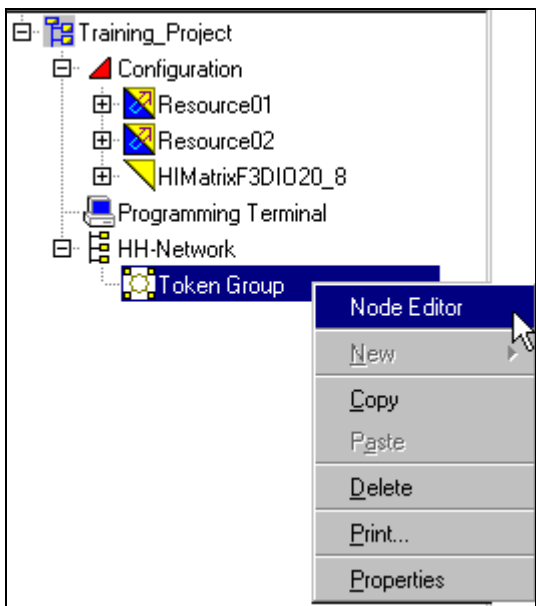 Training_Project
Configuration
Resource01
Resource02
HIMatrixF3DIO20_8
Programming Terminal
HH-Network
Token Group
Node Editor
New
Copy
Paste
Delete
Print...
Properties